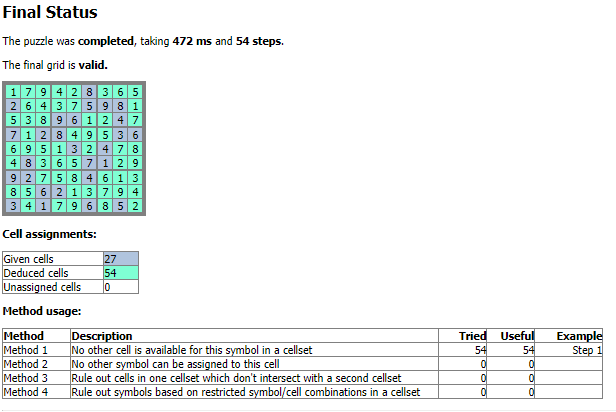 Final Status
The puzzle was completed, taking 472 ms and 54 steps.
The final grid is valid.
1 7 9 4 2 8 3 6 5
2 6 4 3 7 5 9 8 1
5 3 8 9 6 1 2 4 7
7 1 2 8 4 9 5 3 6
6 9 5 1 3 2 4 7 8
4 8 3 6 5 7 1 2 9
9 2 7 5 8 4 6 1 3
8 5 6 2 1 3 7 9 4
3 4 1 7 9 6 8 5 2
Cell assignments:
Given cells 27
Deduced cells 54
Unassigned cells 0
Method usage:
Method Description Tried Useful Example
Method 1 No other cell is available for this symbol in a cellset 54 54 Step 1
Method 2 No other symbol can be assigned to this cell 0 0
Method 3 Rule out cells in one cellset which don't intersect with a second cellset 0 0
Method 4 Rule out symbols based on restricted symbol/cell combinations in a cellset 0 0